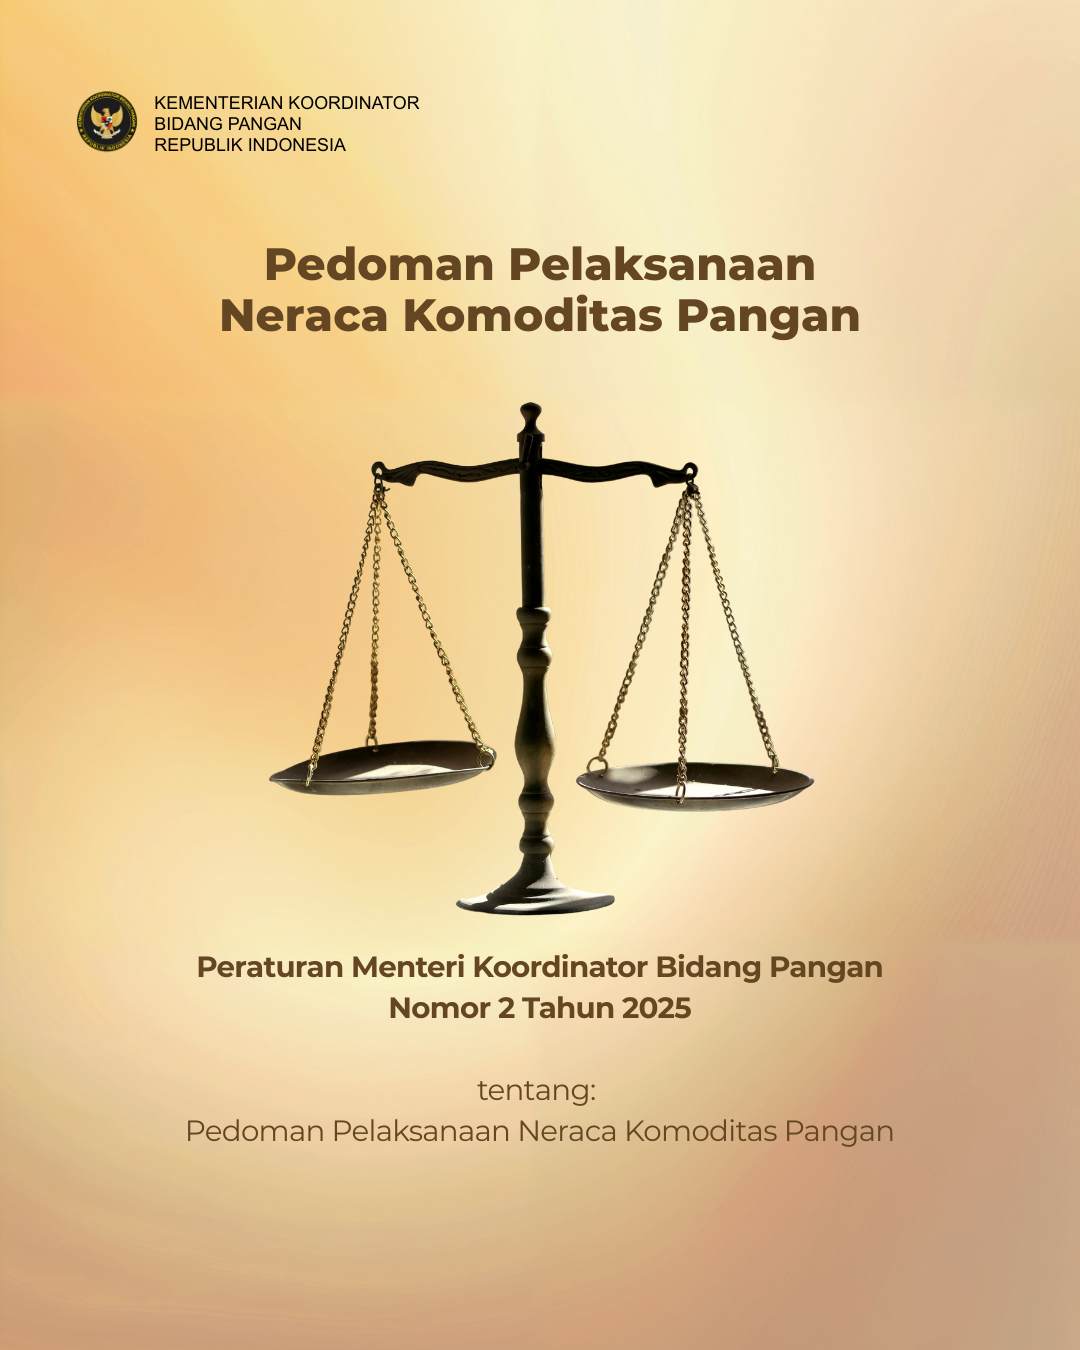 KEMENTERIAN KOORDINATOR
BIDANG PANGAN
REPUBLIK INDONESIA
Pedoman Pelaksanaan
Neraca Komoditas Pangan
Peraturan Menteri Koordinator Bidang Pangan
Nomor 2 Tahun 2025
tentang:
Pedoman Pelaksanaan Neraca Komoditas Pangan